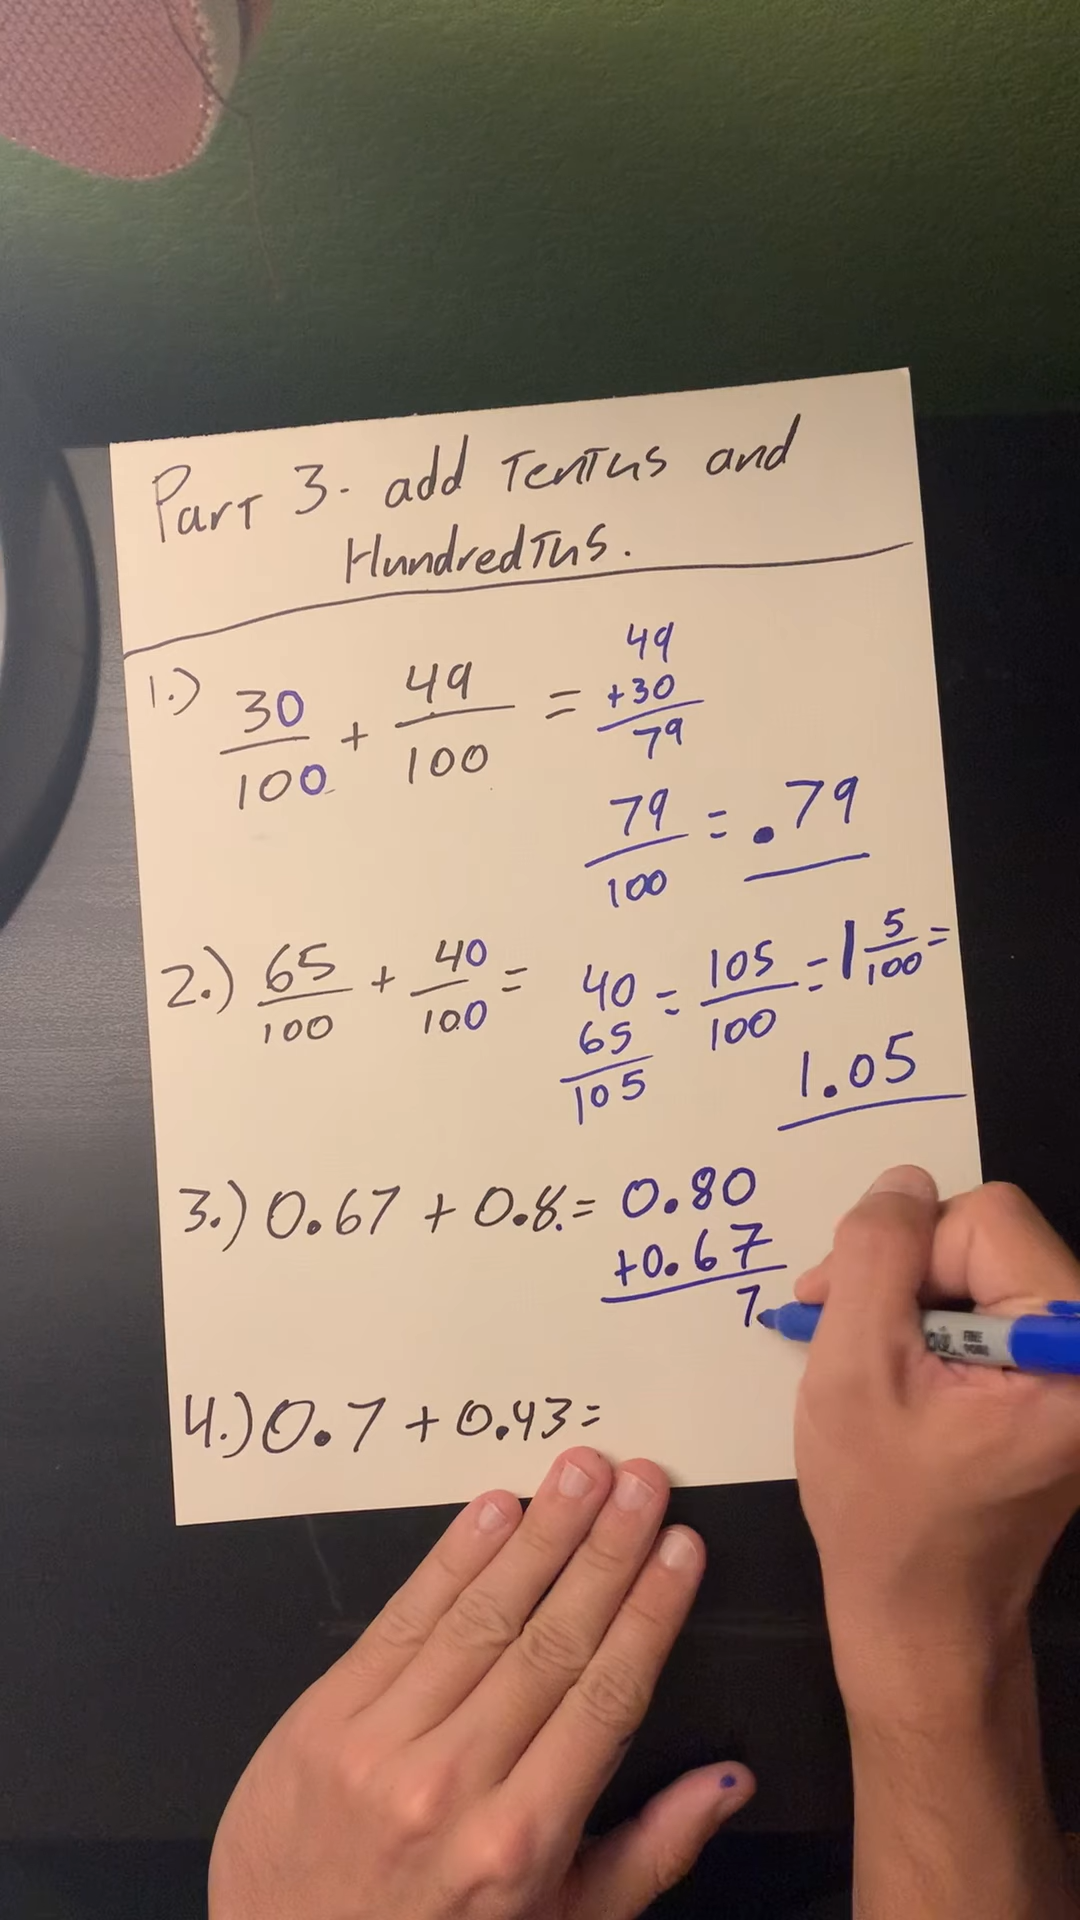 Part 3. add Tenths and
Hundredths.
1.) 30/100 + 49/100 =
49
+30
79
79/100 = .79
2.) 65/100 + 40/100 =
40
65
105
= 105/100 = 1 5/100 =
1.05
3.) 0.67 + 0.8. = 0.80
+0.67
7
4.) 0.7 + 0.43 =